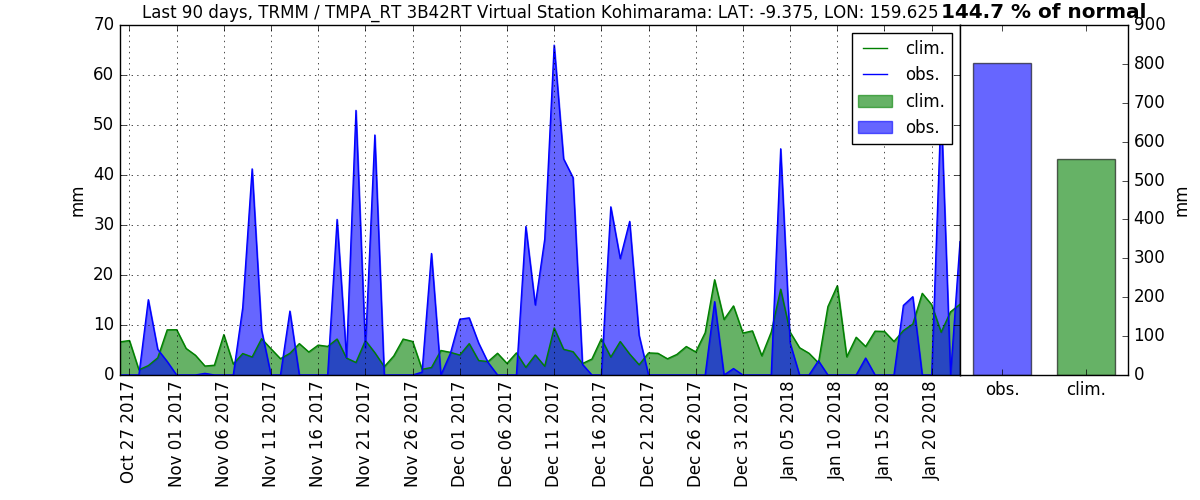 Last 90 days, TRMM / TMPA_RT 3B42RT Virtual Station Kohimarama: LAT: -9.375, LON: 159.625 144.7 % of normal
70
60
50
40
30
20
10
0
mm
clim.
obs.
clim.
obs.
900
800
700
600
500
400
300
200
100
0
mm
obs.
clim.
Oct 27 2017
Nov 01 2017
Nov 06 2017
Nov 11 2017
Nov 16 2017
Nov 21 2017
Nov 26 2017
Dec 01 2017
Dec 06 2017
Dec 11 2017
Dec 16 2017
Dec 21 2017
Dec 26 2017
Dec 31 2017
Jan 05 2018
Jan 10 2018
Jan 15 2018
Jan 20 2018